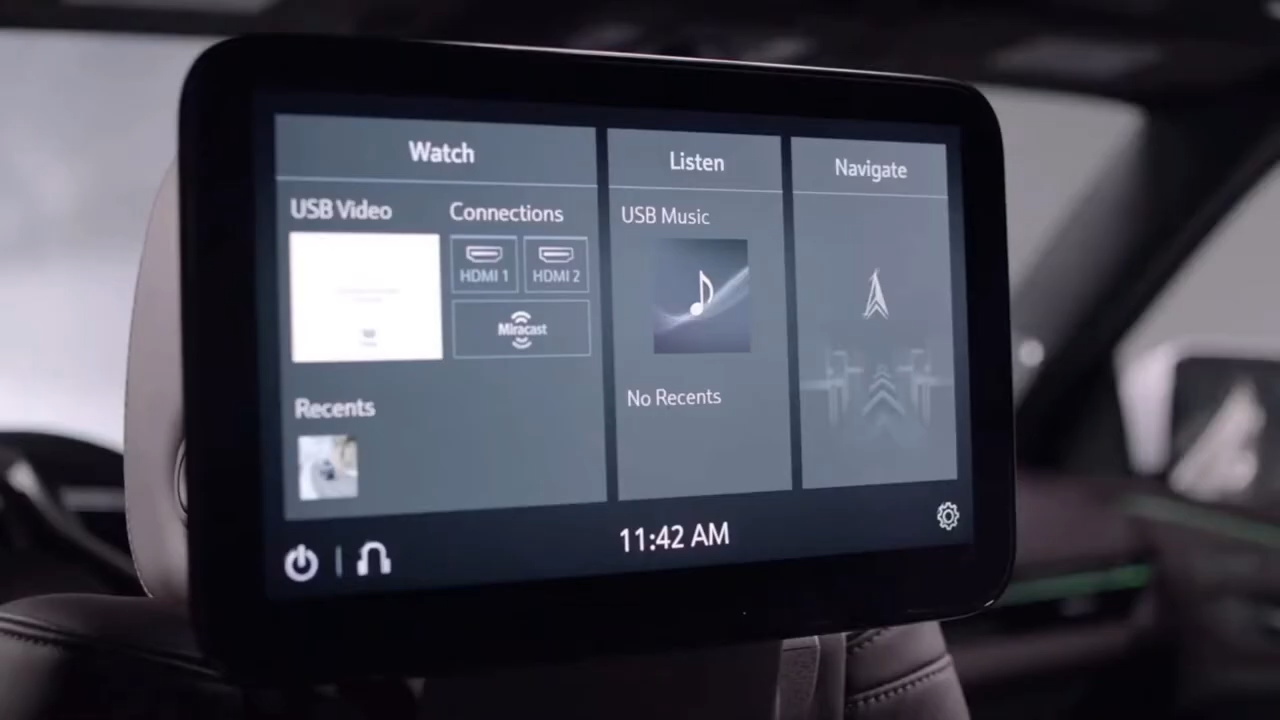 Watch
USB Video
Connections
HDMI 1
HDMI 2
Miracast
Recents
Listen
USB Music
No Recents
Navigate
11:42 AM